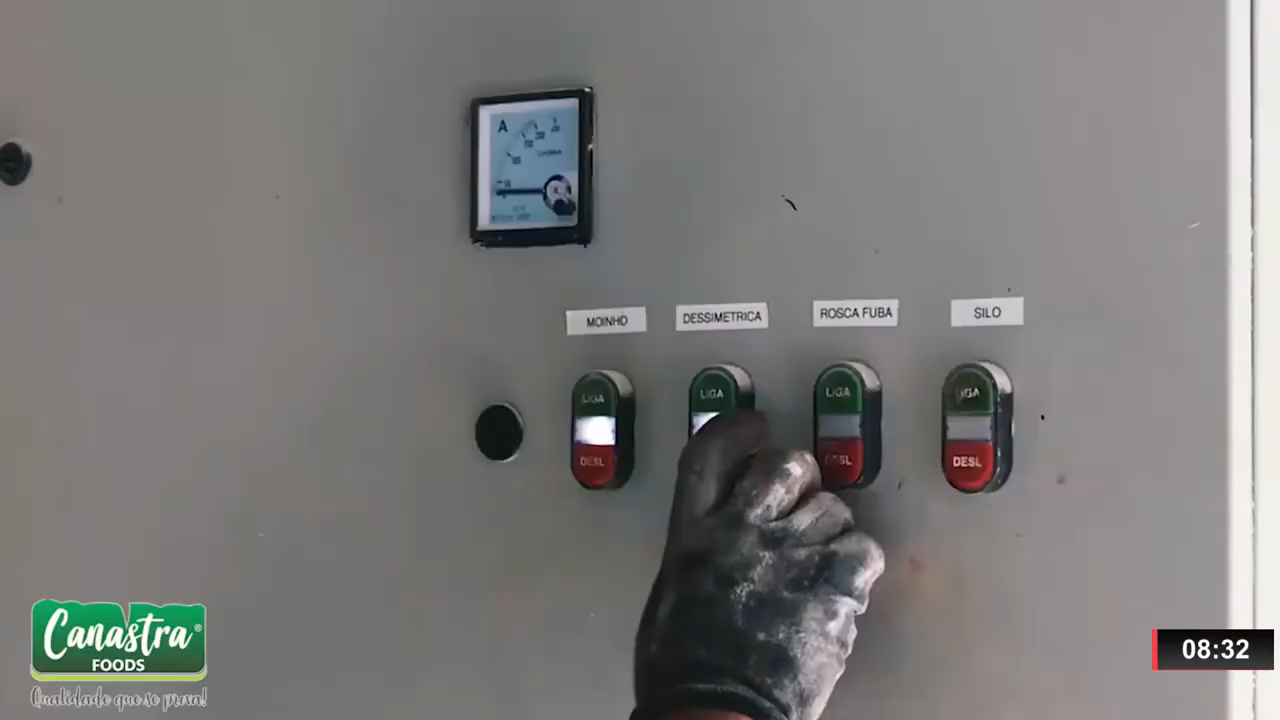 A
MOINHO
DESSIMETRICA
ROSCA FUBA
SILO
LIGA
LIGA
LIGA
LIGA
DESL
DESL
DESL
Canastra®
FOODS
Qualidade que se prova!
08:32